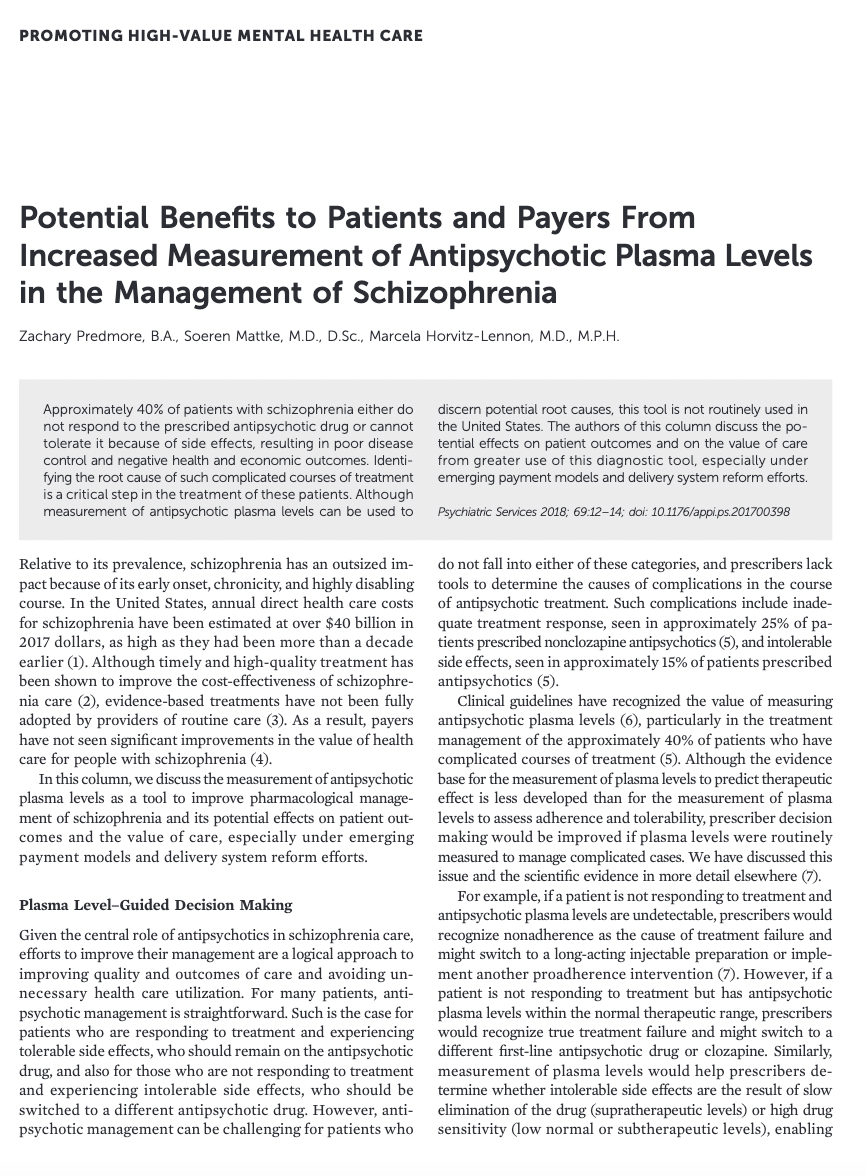 PROMOTING HIGH-VALUE MENTAL HEALTH CARE
Potential Benefits to Patients and Payers From
Increased Measurement of Antipsychotic Plasma Levels
in the Management of Schizophrenia
Zachary Predmore, B.A., Soeren Mattke, M.D., D.Sc., Marcela Horvitz-Lennon, M.D., M.P.H.
Approximately 40% of patients with schizophrenia either do
not respond to the prescribed antipsychotic drug or cannot
tolerate it because of side effects, resulting in poor disease
control and negative health and economic outcomes. Identi-
fying the root cause of such complicated courses of treatment
is a critical step in the treatment of these patients. Although
measurement of antipsychotic plasma levels can be used to
discern potential root causes, this tool is not routinely used in
the United States. The authors of this column discuss the po-
tential effects on patient outcomes and on the value of care
from greater use of this diagnostic tool, especially under
emerging payment models and delivery system reform efforts.
Psychiatric Services 2018; 69:12–14; doi: 10.1176/appi.ps.201700398
Relative to its prevalence, schizophrenia has an outsized im-
pact because of its early onset, chronicity, and highly disabling
course. In the United States, annual direct health care costs
for schizophrenia have been estimated at over $40 billion in
2017 dollars, as high as they had been more than a decade
earlier (1). Although timely and high-quality treatment has
been shown to improve the cost-effectiveness of schizophre-
nia care (2), evidence-based treatments have not been fully
adopted by providers of routine care (3). As a result, payers
have not seen significant improvements in the value of health
care for people with schizophrenia (4).
In this column, we discuss the measurement of antipsychotic
plasma levels as a tool to improve pharmacological manage-
ment of schizophrenia and its potential effects on patient out-
comes and the value of care, especially under emerging
payment models and delivery system reform efforts.
Plasma Level–Guided Decision Making
Given the central role of antipsychotics in schizophrenia care,
efforts to improve their management are a logical approach to
improving quality and outcomes of care and avoiding un-
necessary health care utilization. For many patients, anti-
psychotic management is straightforward. Such is the case for
patients who are responding to treatment and experiencing
tolerable side effects, who should remain on the antipsychotic
drug, and also for those who are not responding to treatment
and experiencing intolerable side effects, who should be
switched to a different antipsychotic drug. However, anti-
psychotic management can be challenging for patients who
do not fall into either of these categories, and prescribers lack
tools to determine the causes of complications in the course
of antipsychotic treatment. Such complications include inade-
quate treatment response, seen in approximately 25% of pa-
tients prescribed nonclozapine antipsychotics (5), and intolerable
side effects, seen in approximately 15% of patients prescribed
antipsychotics (5).
Clinical guidelines have recognized the value of measuring
antipsychotic plasma levels (6), particularly in the treatment
management of the approximately 40% of patients who have
complicated courses of treatment (5). Although the evidence
base for the measurement of plasma levels to predict therapeutic
effect is less developed than for the measurement of plasma
levels to assess adherence and tolerability, prescriber decision
making would be improved if plasma levels were routinely
measured to manage complicated cases. We have discussed this
issue and the scientific evidence in more detail elsewhere (7).
For example, if a patient is not responding to treatment and
antipsychotic plasma levels are undetectable, prescribers would
recognize nonadherence as the cause of treatment failure and
might switch to a long-acting injectable preparation or imple-
ment another proadherence intervention (7). However, if a
patient is not responding to treatment but has antipsychotic
plasma levels within the normal therapeutic range, prescribers
would recognize true treatment failure and might switch to a
different first-line antipsychotic drug or clozapine. Similarly,
measurement of plasma levels would help prescribers de-
termine whether intolerable side effects are the result of slow
elimination of the drug (supratherapeutic levels) or high drug
sensitivity (low normal or subtherapeutic levels), enabling